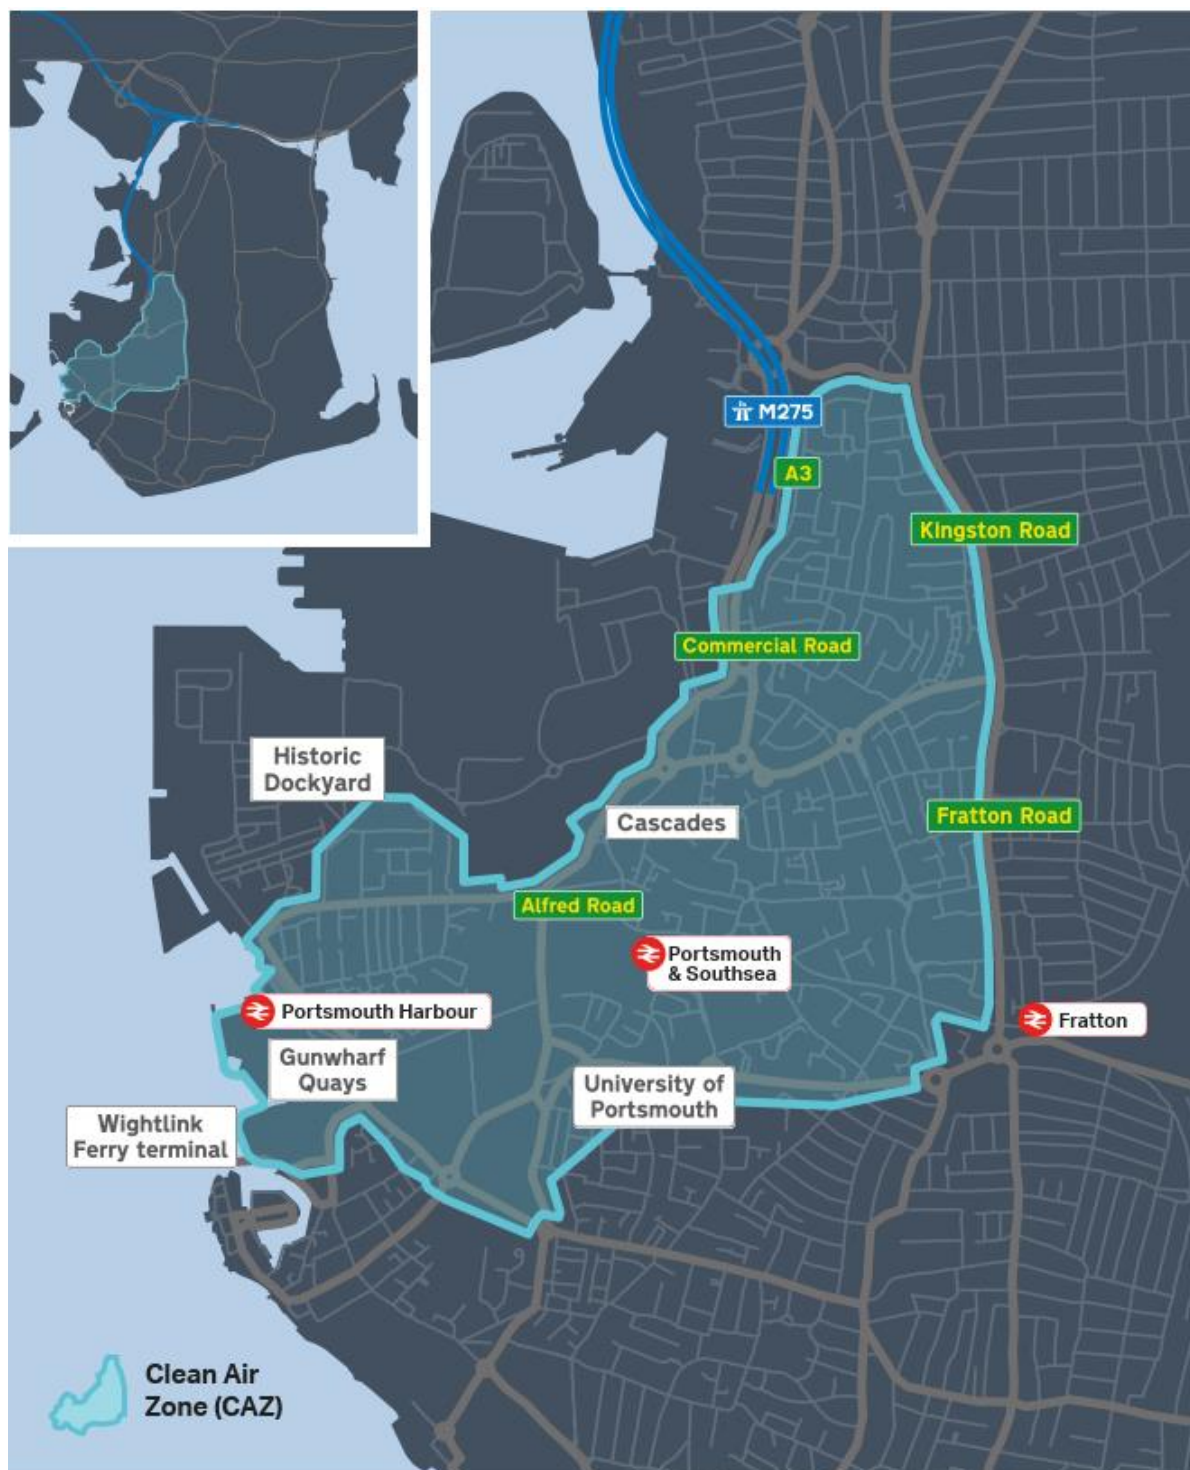 M275
A3
Kingston Road
Commercial Road
Historic
Dockyard
Cascades
Fratton Road
Alfred Road
Portsmouth
& Southsea
Portsmouth Harbour
Fratton
Gunwharf
Quays
University of
Portsmouth
Wightlink
Ferry terminal
Clean Air
Zone (CAZ)